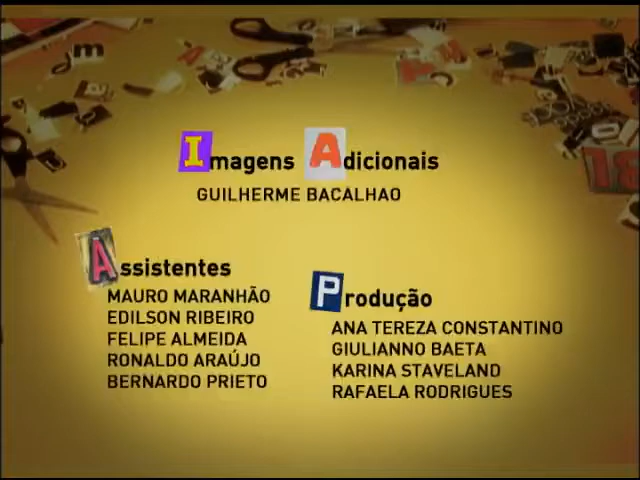 Imagens Adicionais
GUILHERME BACALHAO
Assistentes
MAURO MARANHÃO
EDILSON RIBEIRO
FELIPE ALMEIDA
RONALDO ARAÚJO
BERNARDO PRIETO
Produção
ANA TEREZA CONSTANTINO
GIULIANNO BAETA
KARINA STAVELAND
RAFAELA RODRIGUES